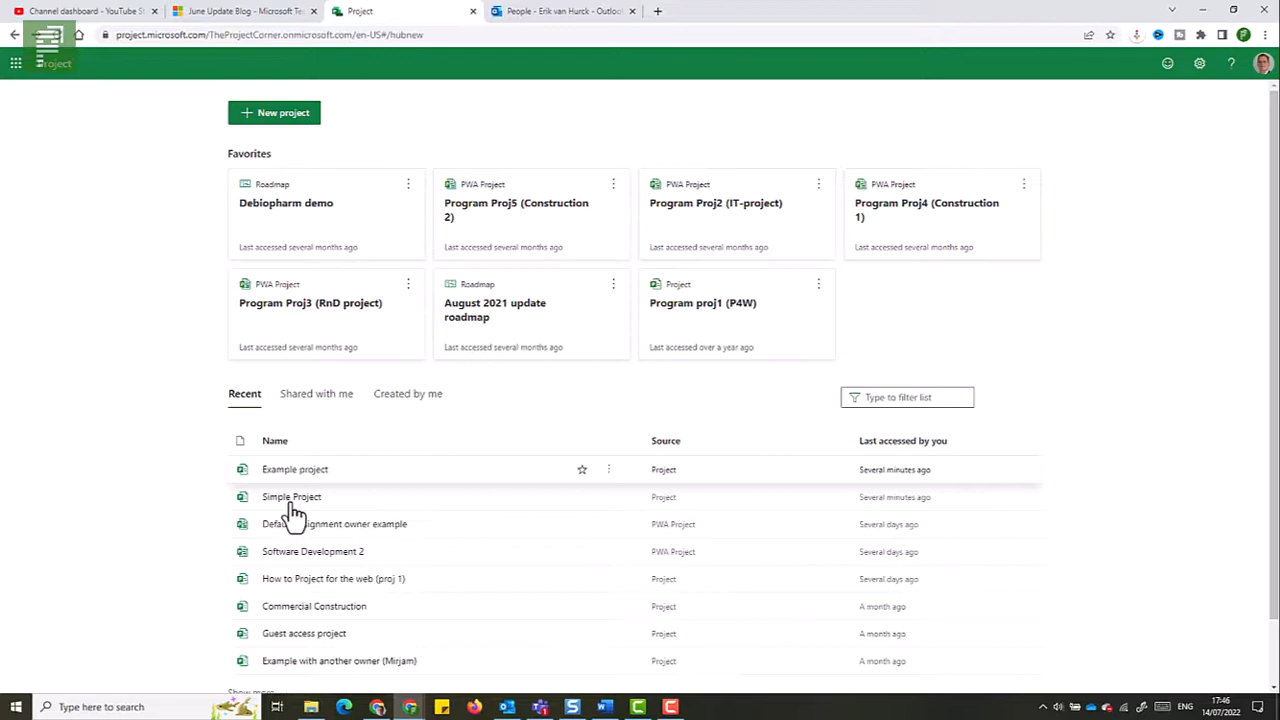 Channel dashboard - YouTube S
June Update Blog - Microsoft Te
Project
People - Erik van Hurck - Outloo
project.microsoft.com/TheProjectCorner.onmicrosoft.com/en-US#/hubnew
Project
New project
Favorites
Roadmap
Debiopharm demo
Last accessed several months ago
PWA Project
Program Proj5 (Construction
2)
Last accessed several months ago
PWA Project
Program Proj2 (IT-project)
Last accessed several months ago
PWA Project
Program Proj4 (Construction
1)
Last accessed several months ago
PWA Project
Program Proj3 (RnD project)
Last accessed several months ago
Roadmap
August 2021 update
roadmap
Last accessed several months ago
Project
Program proj1 (P4W)
Last accessed over a year ago
Recent Shared with me Created by me
Type to filter list
Name Source Last accessed by you
Example project Project Several minutes ago
Simple Project Project Several minutes ago
Defau ignment owner example PWA Project Several days ago
Software Development 2 PWA Project Several days ago
How to Project for the web (proj 1) Project Several days ago
Commercial Construction Project A month ago
Guest access project Project A month ago
Example with another owner (Mirjam) Project A month ago
Show more
Type here to search
ENG
17:46
14/07/2022